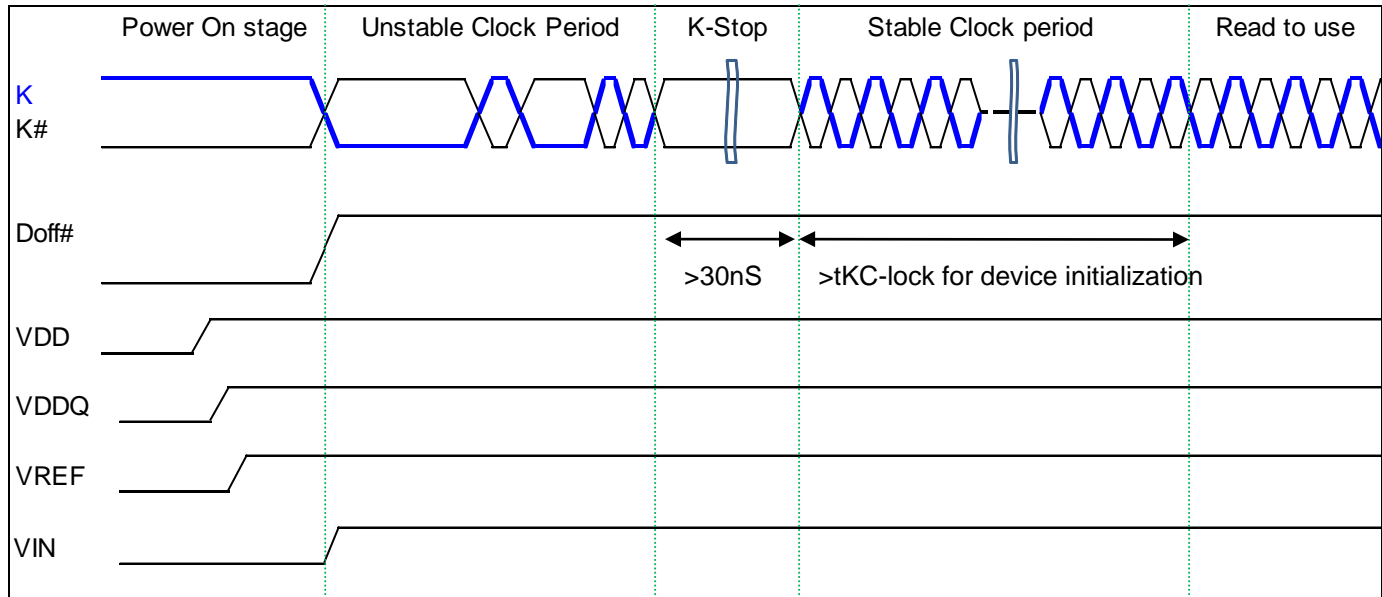 Power On stage
Unstable Clock Period
K-Stop
Stable Clock period
Read to use
K
K#
Doff#
>30nS
>tKC-lock for device initialization
VDD
VDDQ
VREF
VIN